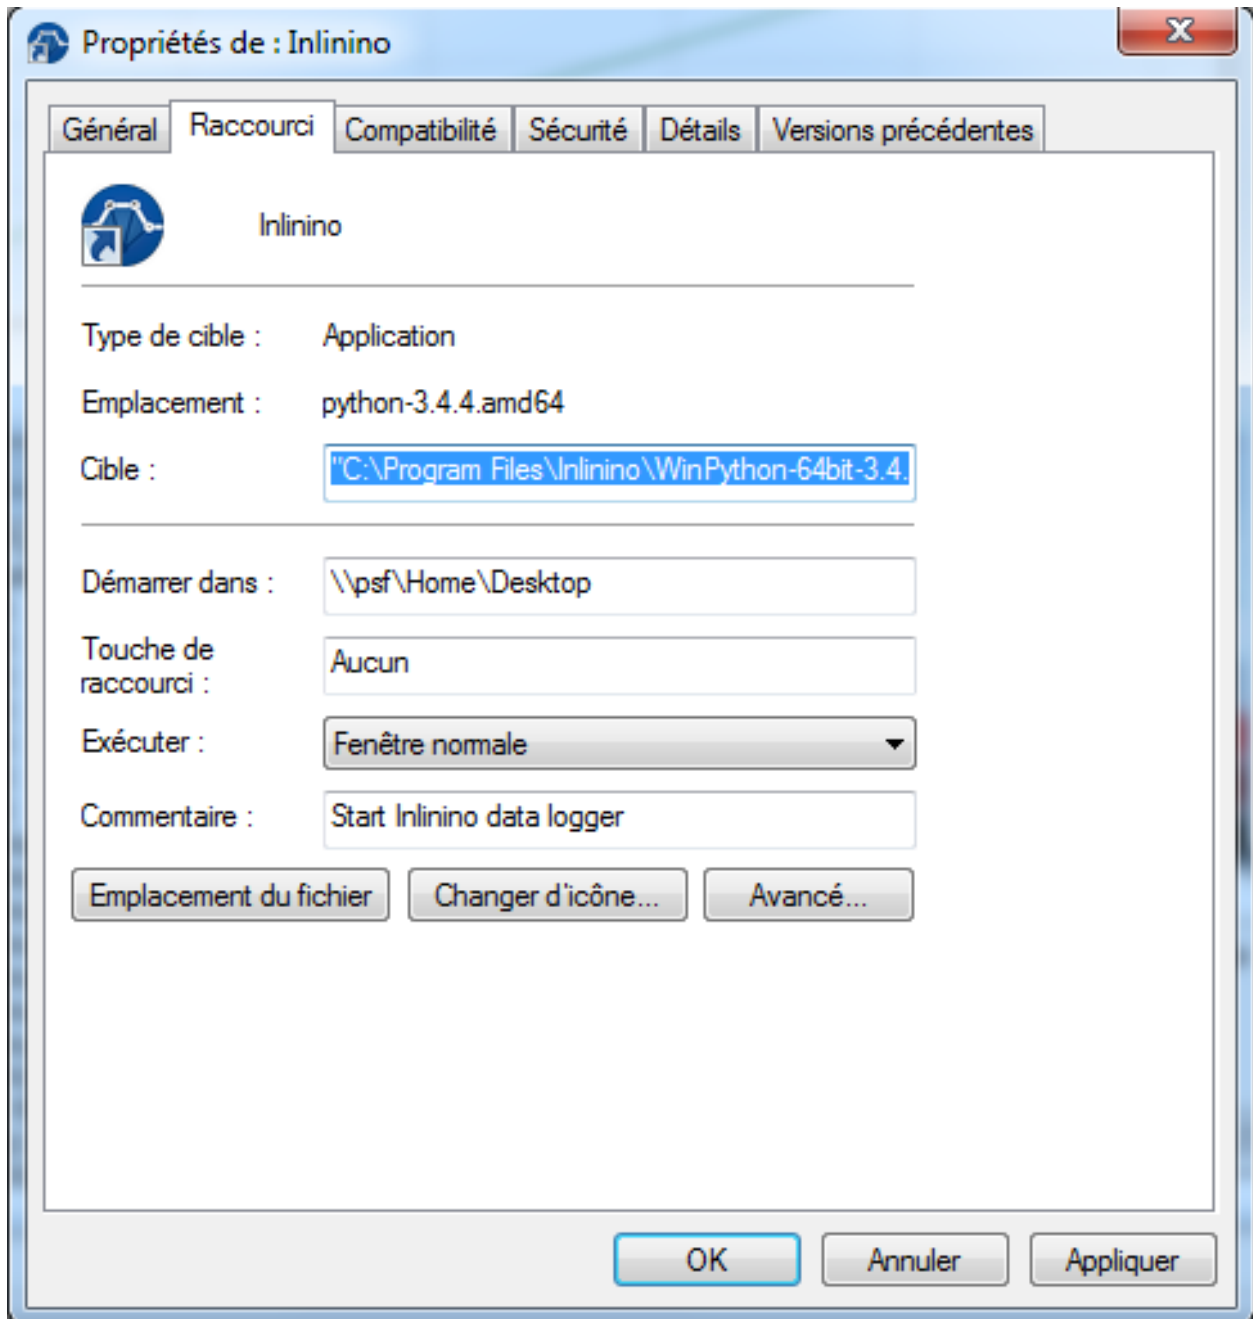 Propriétés de : Inlinino
x
Général Raccourci Compatibilité Sécurité Détails Versions précédentes
Inlinino
Type de cible : Application
Emplacement : python-3.4.4.amd64
Cible : "C:\Program Files\Inlinino\WinPython-64bit-3.4.
Démarrer dans : \\psf\Home\Desktop
Touche de
raccourci : Aucun
Exécuter : Fenêtre normale
Commentaire : Start Inlinino data logger
Emplacement du fichier Changer d'icône... Avancé...
OK Annuler Appliquer